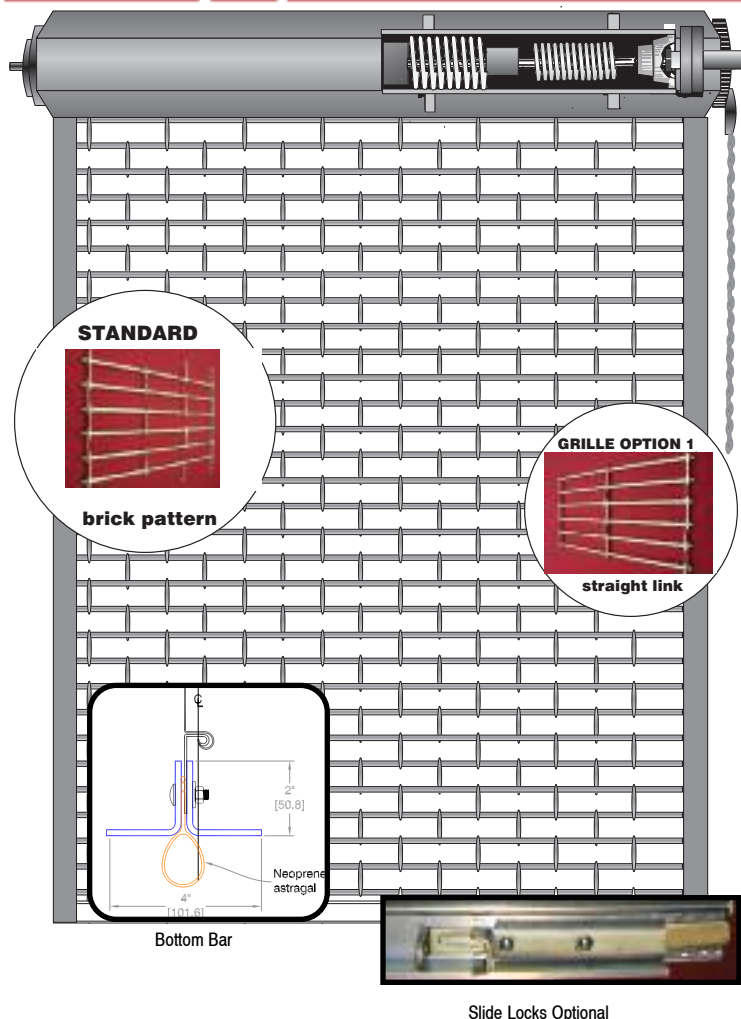 STANDARD
brick pattern
GRILLE OPTION 1
straight link
℄
2"
[50.8]
Neoprene
astragal
4"
[101.6]
Bottom Bar
Slide Locks Optional